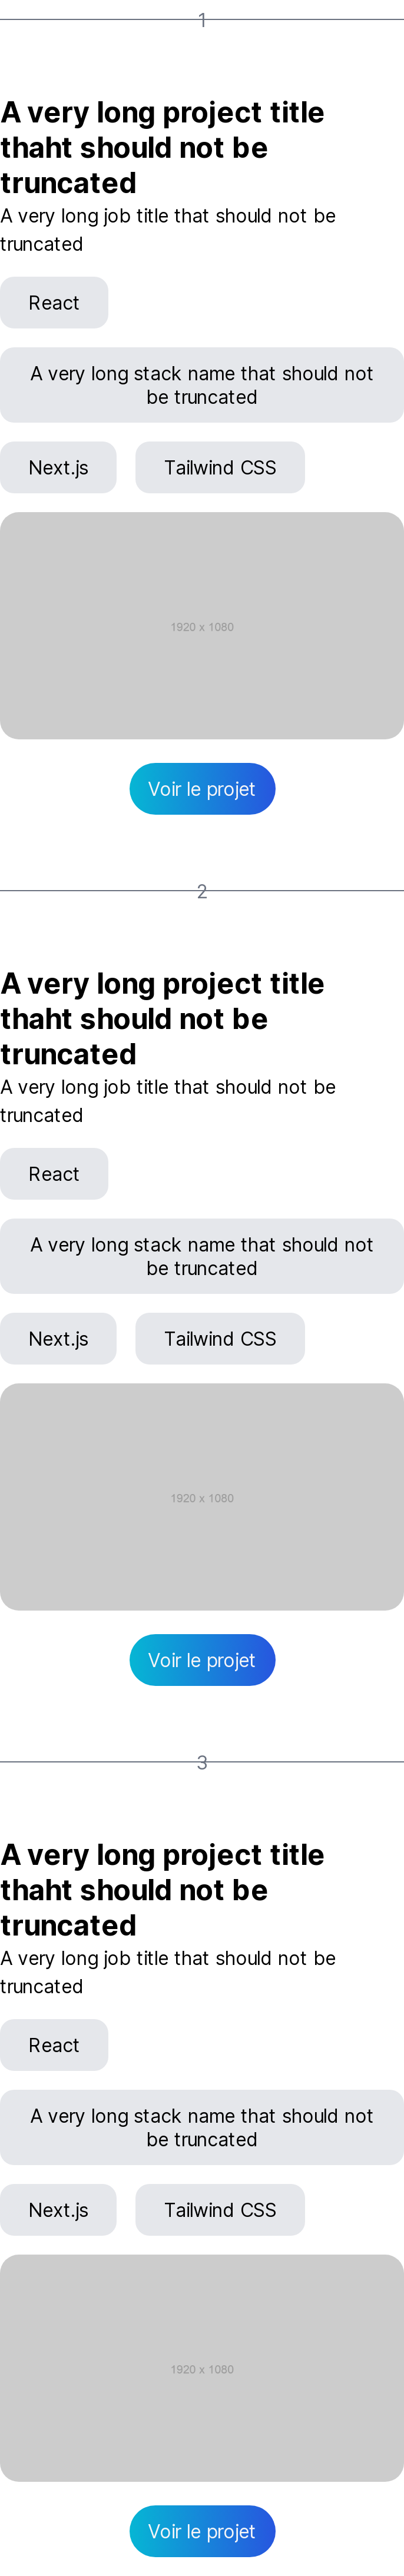 1
A very long project title
thaht should not be
truncated
A very long job title that should not be
truncated
React
A very long stack name that should not
be truncated
Next.js
Tailwind CSS
1920 x 1080
Voir le projet
2
A very long project title
thaht should not be
truncated
A very long job title that should not be
truncated
React
A very long stack name that should not
be truncated
Next.js
Tailwind CSS
1920 x 1080
Voir le projet
3
A very long project title
thaht should not be
truncated
A very long job title that should not be
truncated
React
A very long stack name that should not
be truncated
Next.js
Tailwind CSS
1920 x 1080
Voir le projet